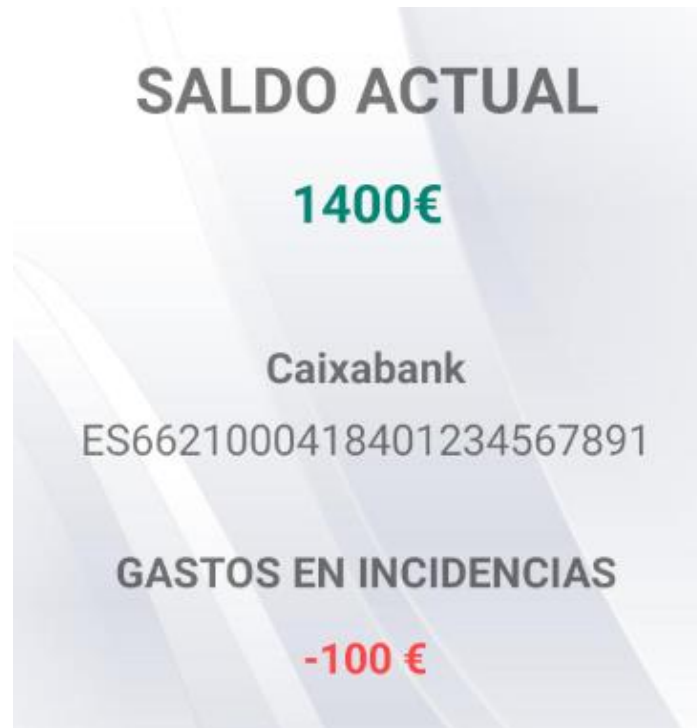 SALDO ACTUAL
1400€
Caixabank
ES6621000418401234567891
GASTOS EN INCIDENCIAS
-100 €